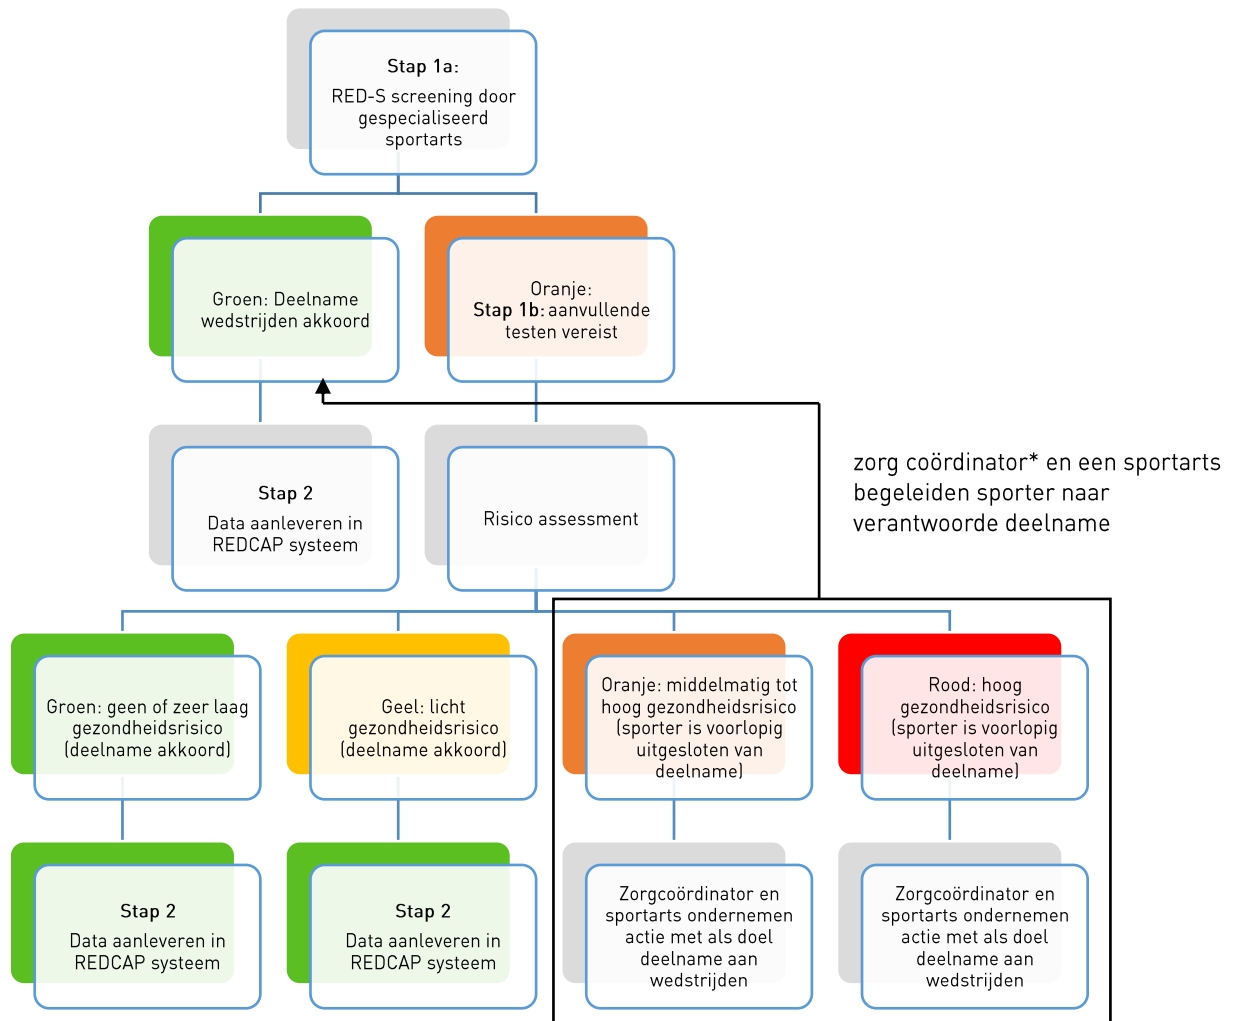 Stap 1a:
RED-S screening door
gespecialiseerd
sportarts
Groen: Deelname
wedstrijden akkoord
Oranje:
Stap 1b: aanvullende
testen vereist
Stap 2
Data aanleveren in
REDCAP systeem
Risico assessment
zorg coördinator* en een sportarts
begeleiden sporter naar
verantwoorde deelname
Groen: geen of zeer laag
gezondheidsrisico
(deelname akkoord)
Geel: licht
gezondheidsrisico
(deelname akkoord)
Oranje: middelmatig tot
hoog gezondheidsrisico
(sporter is voorlopig
uitgesloten van
deelname)
Rood: hoog
gezondheidsrisico
(sporter is voorlopig
uitgesloten van
deelname)
Stap 2
Data aanleveren in
REDCAP systeem
Stap 2
Data aanleveren in
REDCAP systeem
Zorgcoördinator en
sportarts ondernemen
actie met als doel
deelname aan
wedstrijden
Zorgcoördinator en
sportarts ondernemen
actie met als doel
deelname aan
wedstrijden